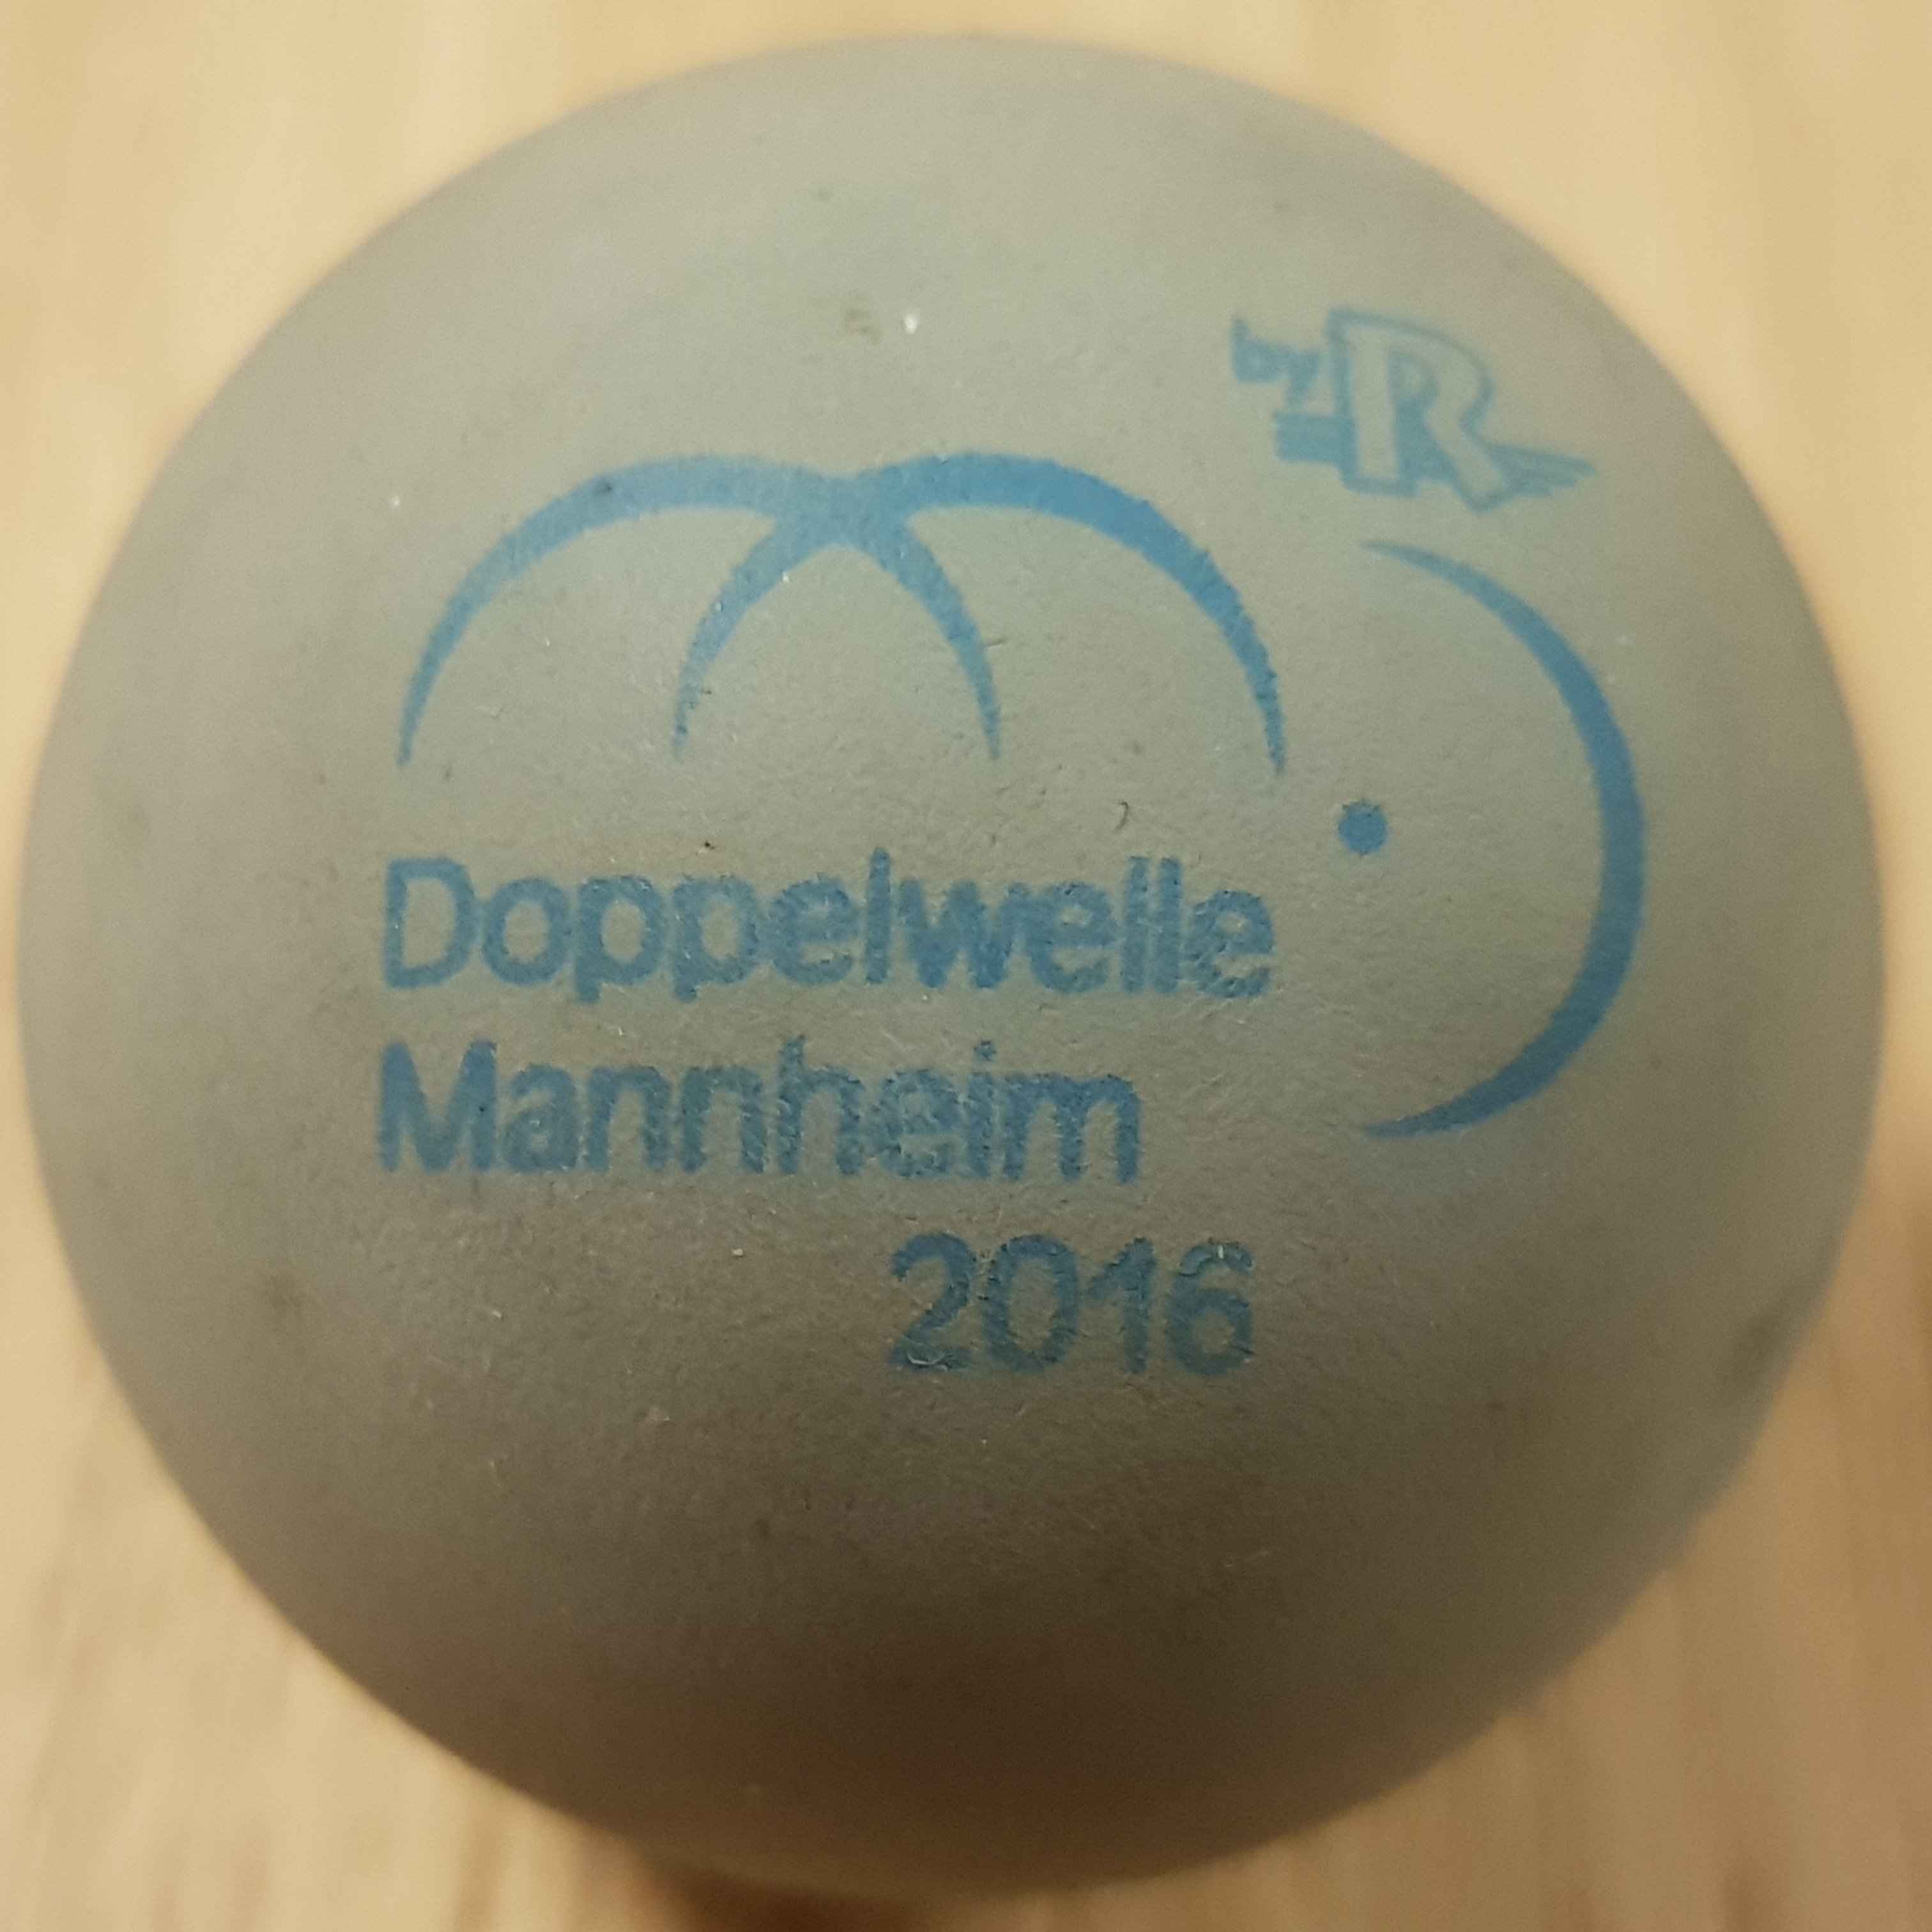 by R
Doppelwelle
Mannheim
2016